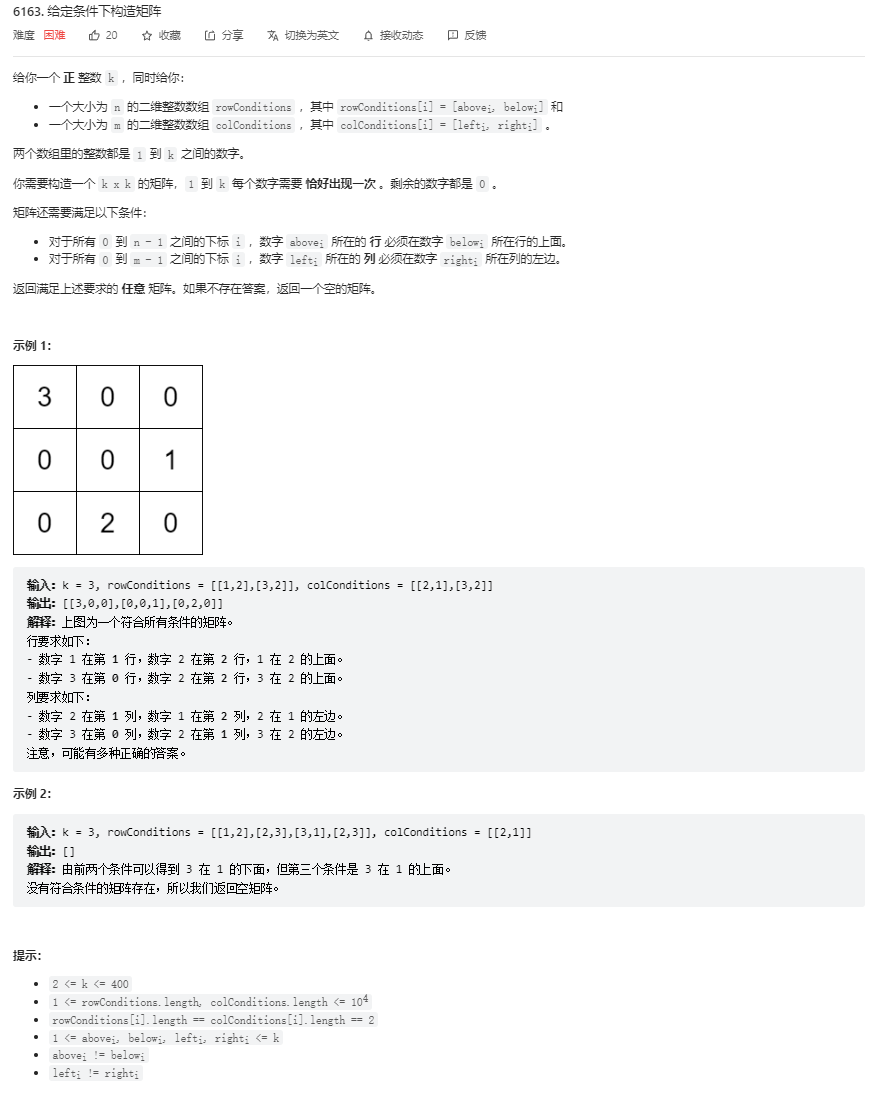 6163. 给定条件下构造矩阵
难度 困难 20 收藏 分享 切换为英文 接收动态 反馈
给你一个 正 整数 k ，同时给你：
• 一个大小为 n 的二维整数数组 rowConditions ，其中 rowConditions[i] = [aboveᵢ, belowᵢ] 和
• 一个大小为 m 的二维整数数组 colConditions ，其中 colConditions[i] = [leftᵢ, rightᵢ] 。
两个数组里的整数都是 1 到 k 之间的数字。
你需要构造一个 k x k 的矩阵，1 到 k 每个数字需要 恰好出现一次 。剩余的数字都是 0 。
矩阵还需要满足以下条件：
• 对于所有 0 到 n - 1 之间的下标 i ，数字 aboveᵢ 所在的 行 必须在数字 belowᵢ 所在行的上面。
• 对于所有 0 到 m - 1 之间的下标 i ，数字 leftᵢ 所在的 列 必须在数字 rightᵢ 所在列的左边。
返回满足上述要求的 任意 矩阵。如果不存在答案，返回一个空的矩阵。
示例 1：
3 0 0
0 0 1
0 2 0
输入：k = 3, rowConditions = [[1,2],[3,2]], colConditions = [[2,1],[3,2]]
输出：[[3,0,0],[0,0,1],[0,2,0]]
解释：上图为一个符合所有条件的矩阵。
行要求如下：
- 数字 1 在第 1 行，数字 2 在第 2 行，1 在 2 的上面。
- 数字 3 在第 0 行，数字 2 在第 2 行，3 在 2 的上面。
列要求如下：
- 数字 2 在第 1 列，数字 1 在第 2 列，2 在 1 的左边。
- 数字 3 在第 0 列，数字 2 在第 1 列，3 在 2 的左边。
注意，可能有多种正确的答案。
示例 2：
输入：k = 3, rowConditions = [[1,2],[2,3],[3,1],[2,3]], colConditions = [[2,1]]
输出：[]
解释：由前两个条件可以得到 3 在 1 的下面，但第三个条件是 3 在 1 的上面。
没有符合条件的矩阵存在，所以我们返回空矩阵。
提示：
• 2 <= k <= 400
• 1 <= rowConditions.length, colConditions.length <= 10⁴
• rowConditions[i].length == colConditions[i].length == 2
• 1 <= aboveᵢ, belowᵢ, leftᵢ, rightᵢ <= k
• aboveᵢ != belowᵢ
• leftᵢ != rightᵢ